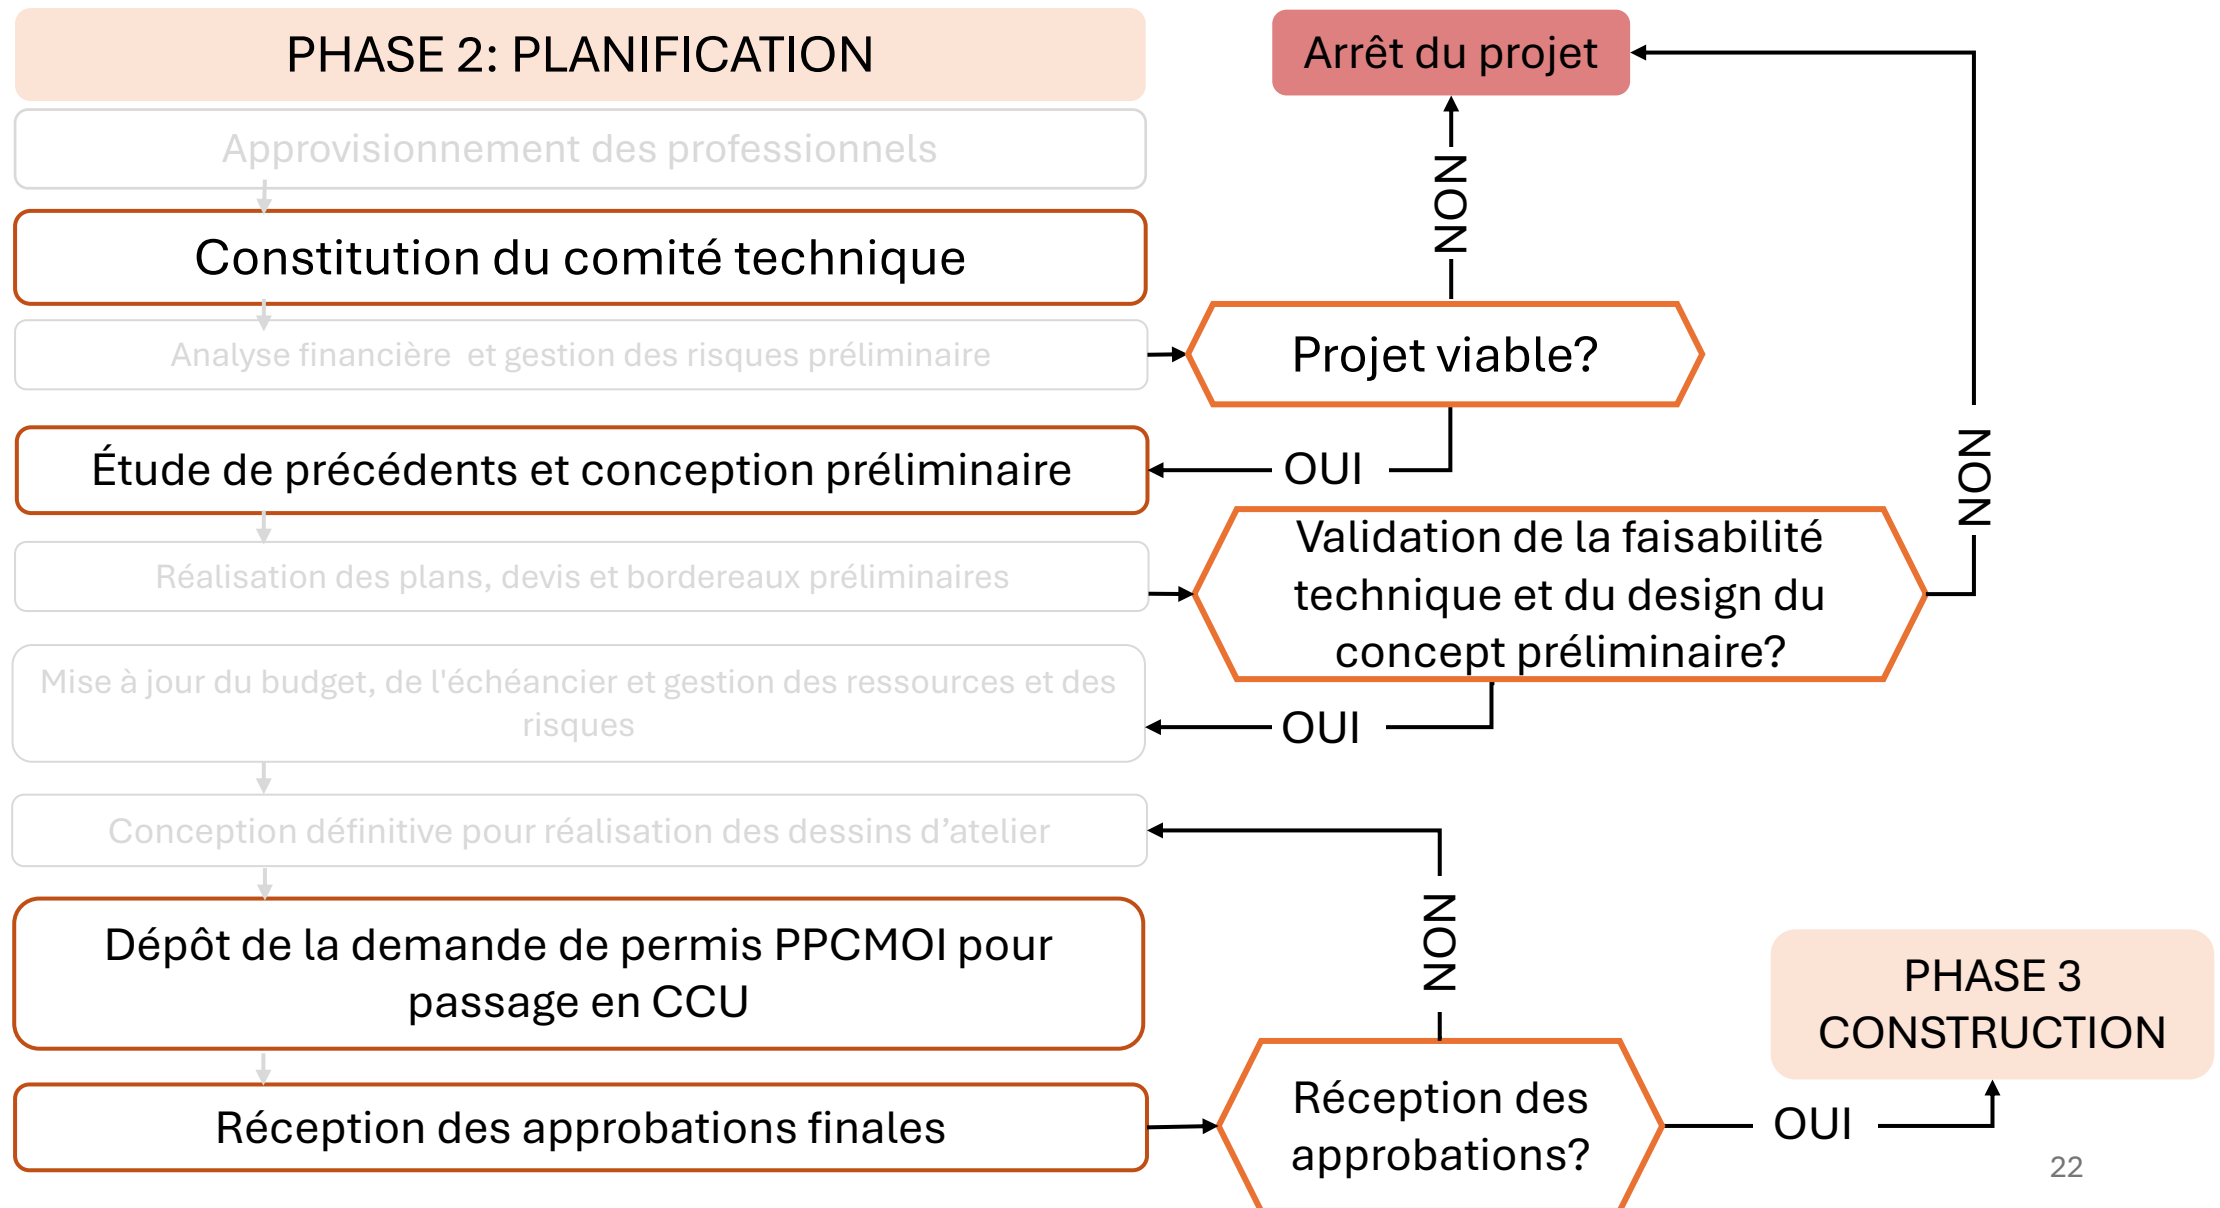 PHASE 2: PLANIFICATION
Arrêt du projet
Approvisionnement des professionnels
NON
Constitution du comité technique
Analyse financière et gestion des risques préliminaire
Projet viable?
Étude de précédents et conception préliminaire
OUI
NON
Réalisation des plans, devis et bordereaux préliminaires
Validation de la faisabilité
technique et du design du
concept préliminaire?
Mise à jour du budget, de l'échéancier et gestion des ressources et des
risques
OUI
Conception définitive pour réalisation des dessins d’atelier
NON
Dépôt de la demande de permis PPCMOI pour
passage en CCU
PHASE 3
CONSTRUCTION
Réception des approbations finales
Réception des
approbations?
OUI
22